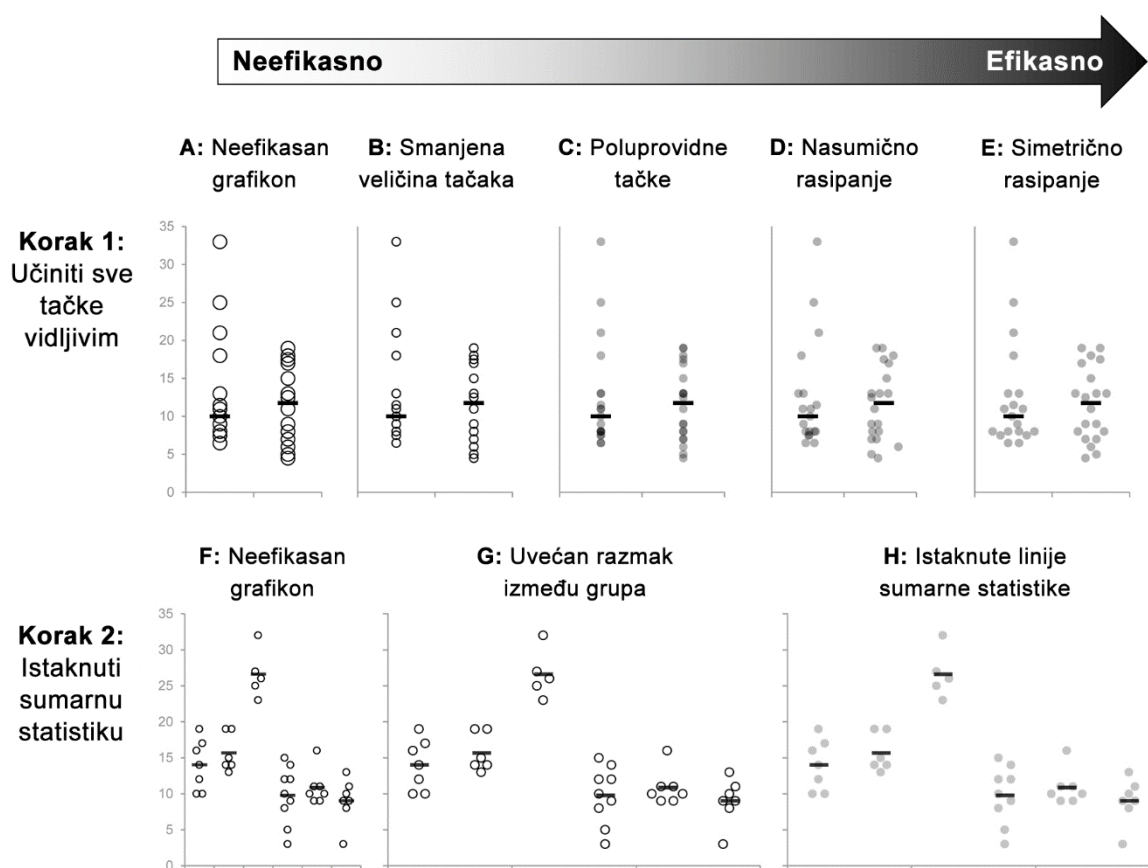 Neefikasno
Efikasno
A: Neefikasan
grafikon
B: Smanjena
veličina tačaka
C: Poluprovidne
tačke
D: Nasumično
rasipanje
E: Simetrično
rasipanje
Korak 1:
Učiniti sve
tačke
vidljivim
35
30
25
20
15
10
5
0
F: Neefikasan
grafikon
G: Uvećan razmak
između grupa
H: Istaknute linije
sumarne statistike
Korak 2:
Istaknuti
sumarnu
statistiku
35
30
25
20
15
10
5
0